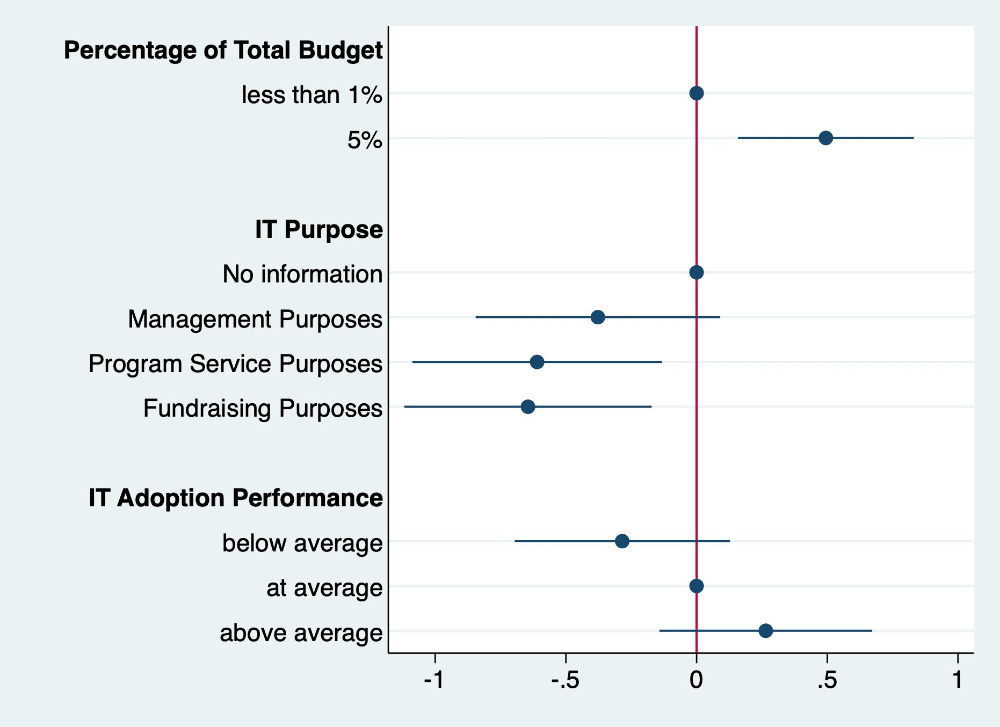 Percentage of Total Budget
less than 1%
5%
IT Purpose
No information
Management Purposes
Program Service Purposes
Fundraising Purposes
IT Adoption Performance
below average
at average
above average
-1 -.5 0 .5 1